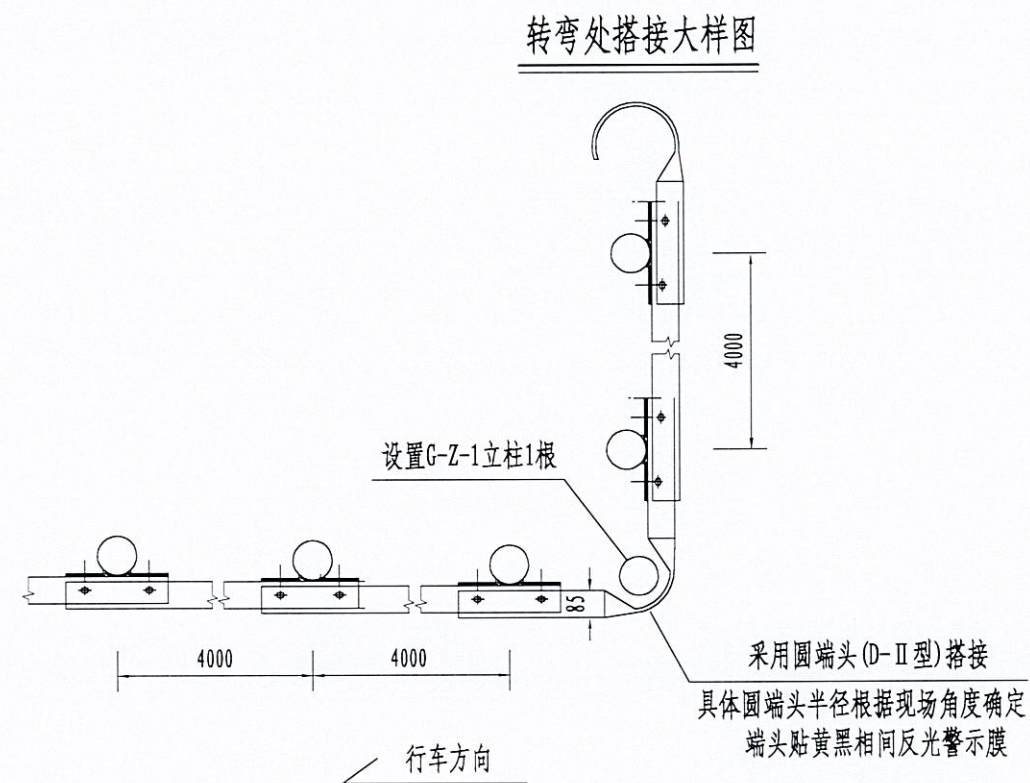 转弯处搭接大样图
4000
设置G-Z-1立柱1根
85
4000
4000
采用圆端头(D-Ⅱ型)搭接
具体圆端头半径根据现场角度确定
端头贴黄黑相间反光警示膜
行车方向